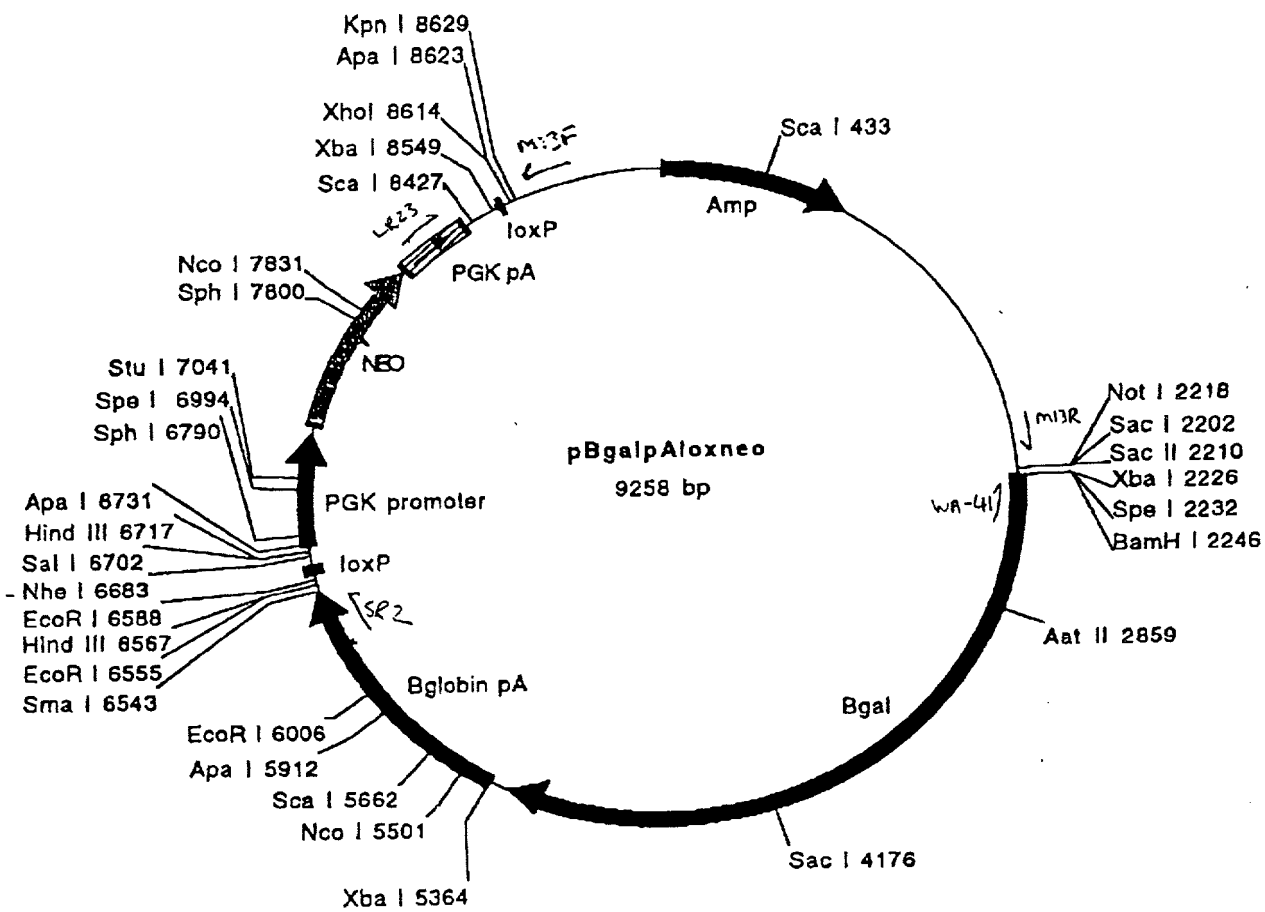 Kpn I 8629
Apa I 8623
Xhol 8614
Xba I 8549
Sca I 8427
M13F
Sca I 433
LR23
Amp
loxP
PGK pA
Nco I 7831
Sph I 7800
NEO
Stu I 7041
Spe I 6994
Sph I 6790
M13R
Not I 2218
Sac I 2202
Sac II 2210
Xba I 2226
Spe I 2232
BamH I 2246
pBgalpAloxneo
9258 bp
WA-41
PGK promoter
Apa I 6731
Hind III 6717
Sal I 6702
Nhe I 6683
EcoR I 6588
Hind III 6567
EcoR I 6555
Sma I 6543
loxP
SR2
Aat II 2859
Bglobin pA
Bgal
EcoR I 6006
Apa I 5912
Sca I 5662
Nco I 5501
Xba I 5364
Sac I 4176